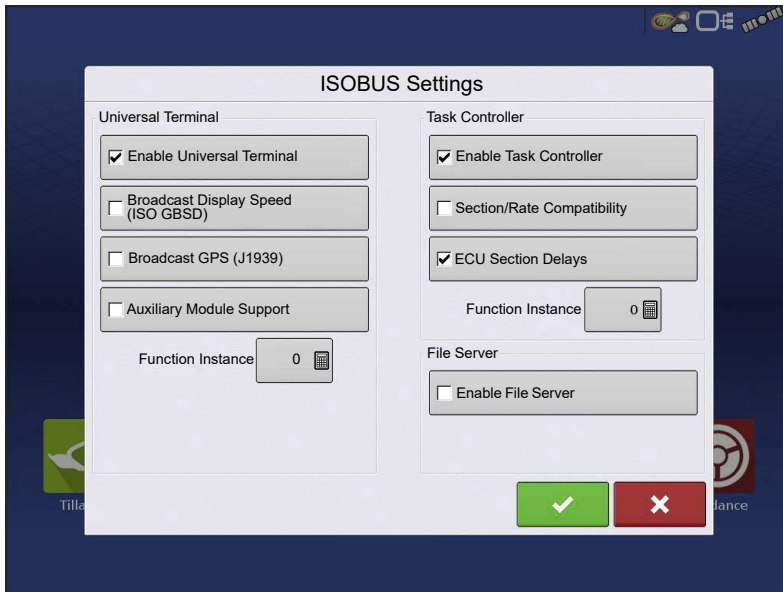 ISOBUS Settings
Universal Terminal
Enable Universal Terminal
Broadcast Display Speed
(ISO GBSD)
Broadcast GPS (J1939)
Auxiliary Module Support
Function Instance
0
Task Controller
Enable Task Controller
Section/Rate Compatibility
ECU Section Delays
Function Instance
0
File Server
Enable File Server